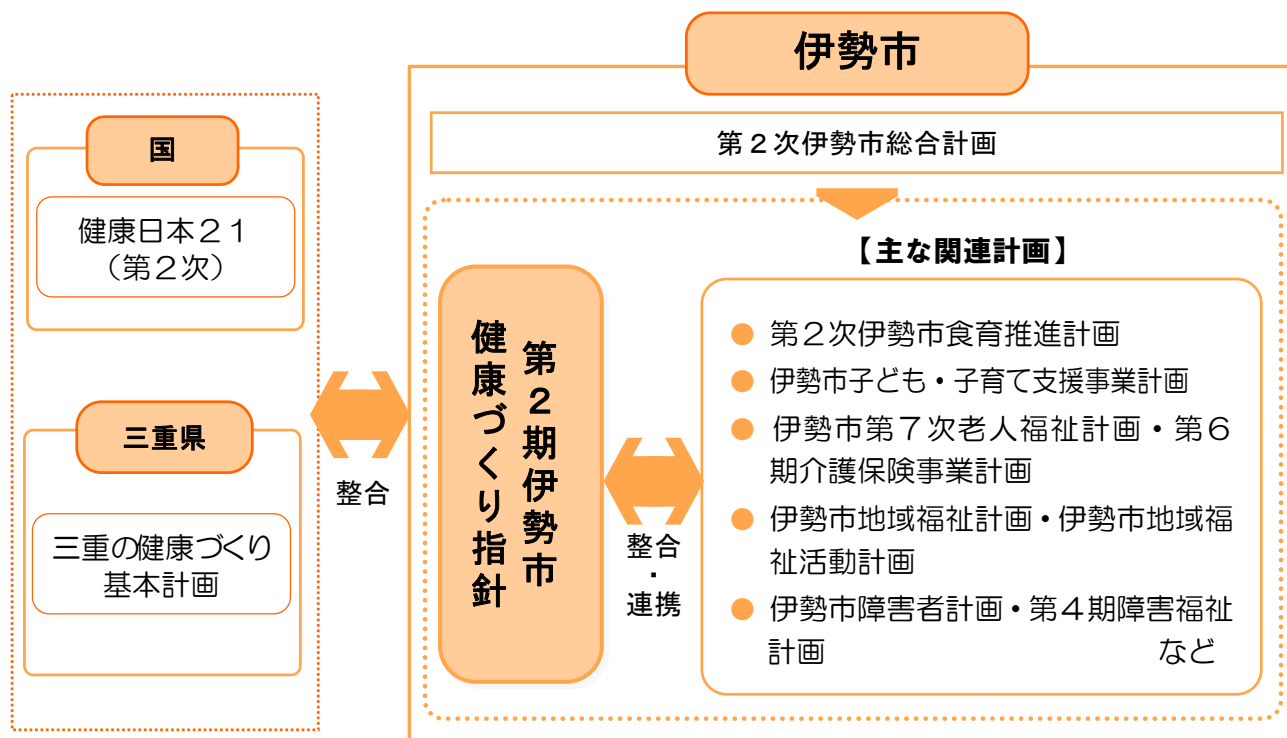 伊勢市
国
健康日本２１
（第２次）
三重県
三重の健康づくり
基本計画
整合
第２次伊勢市総合計画
第２期伊勢市
健康づくり指針
整合
・
連携
【主な関連計画】
● 第２次伊勢市食育推進計画
● 伊勢市子ども・子育て支援事業計画
● 伊勢市第７次老人福祉計画・第６
期介護保険事業計画
● 伊勢市地域福祉計画・伊勢市地域福
祉活動計画
● 伊勢市障害者計画・第４期障害福祉
計画 など